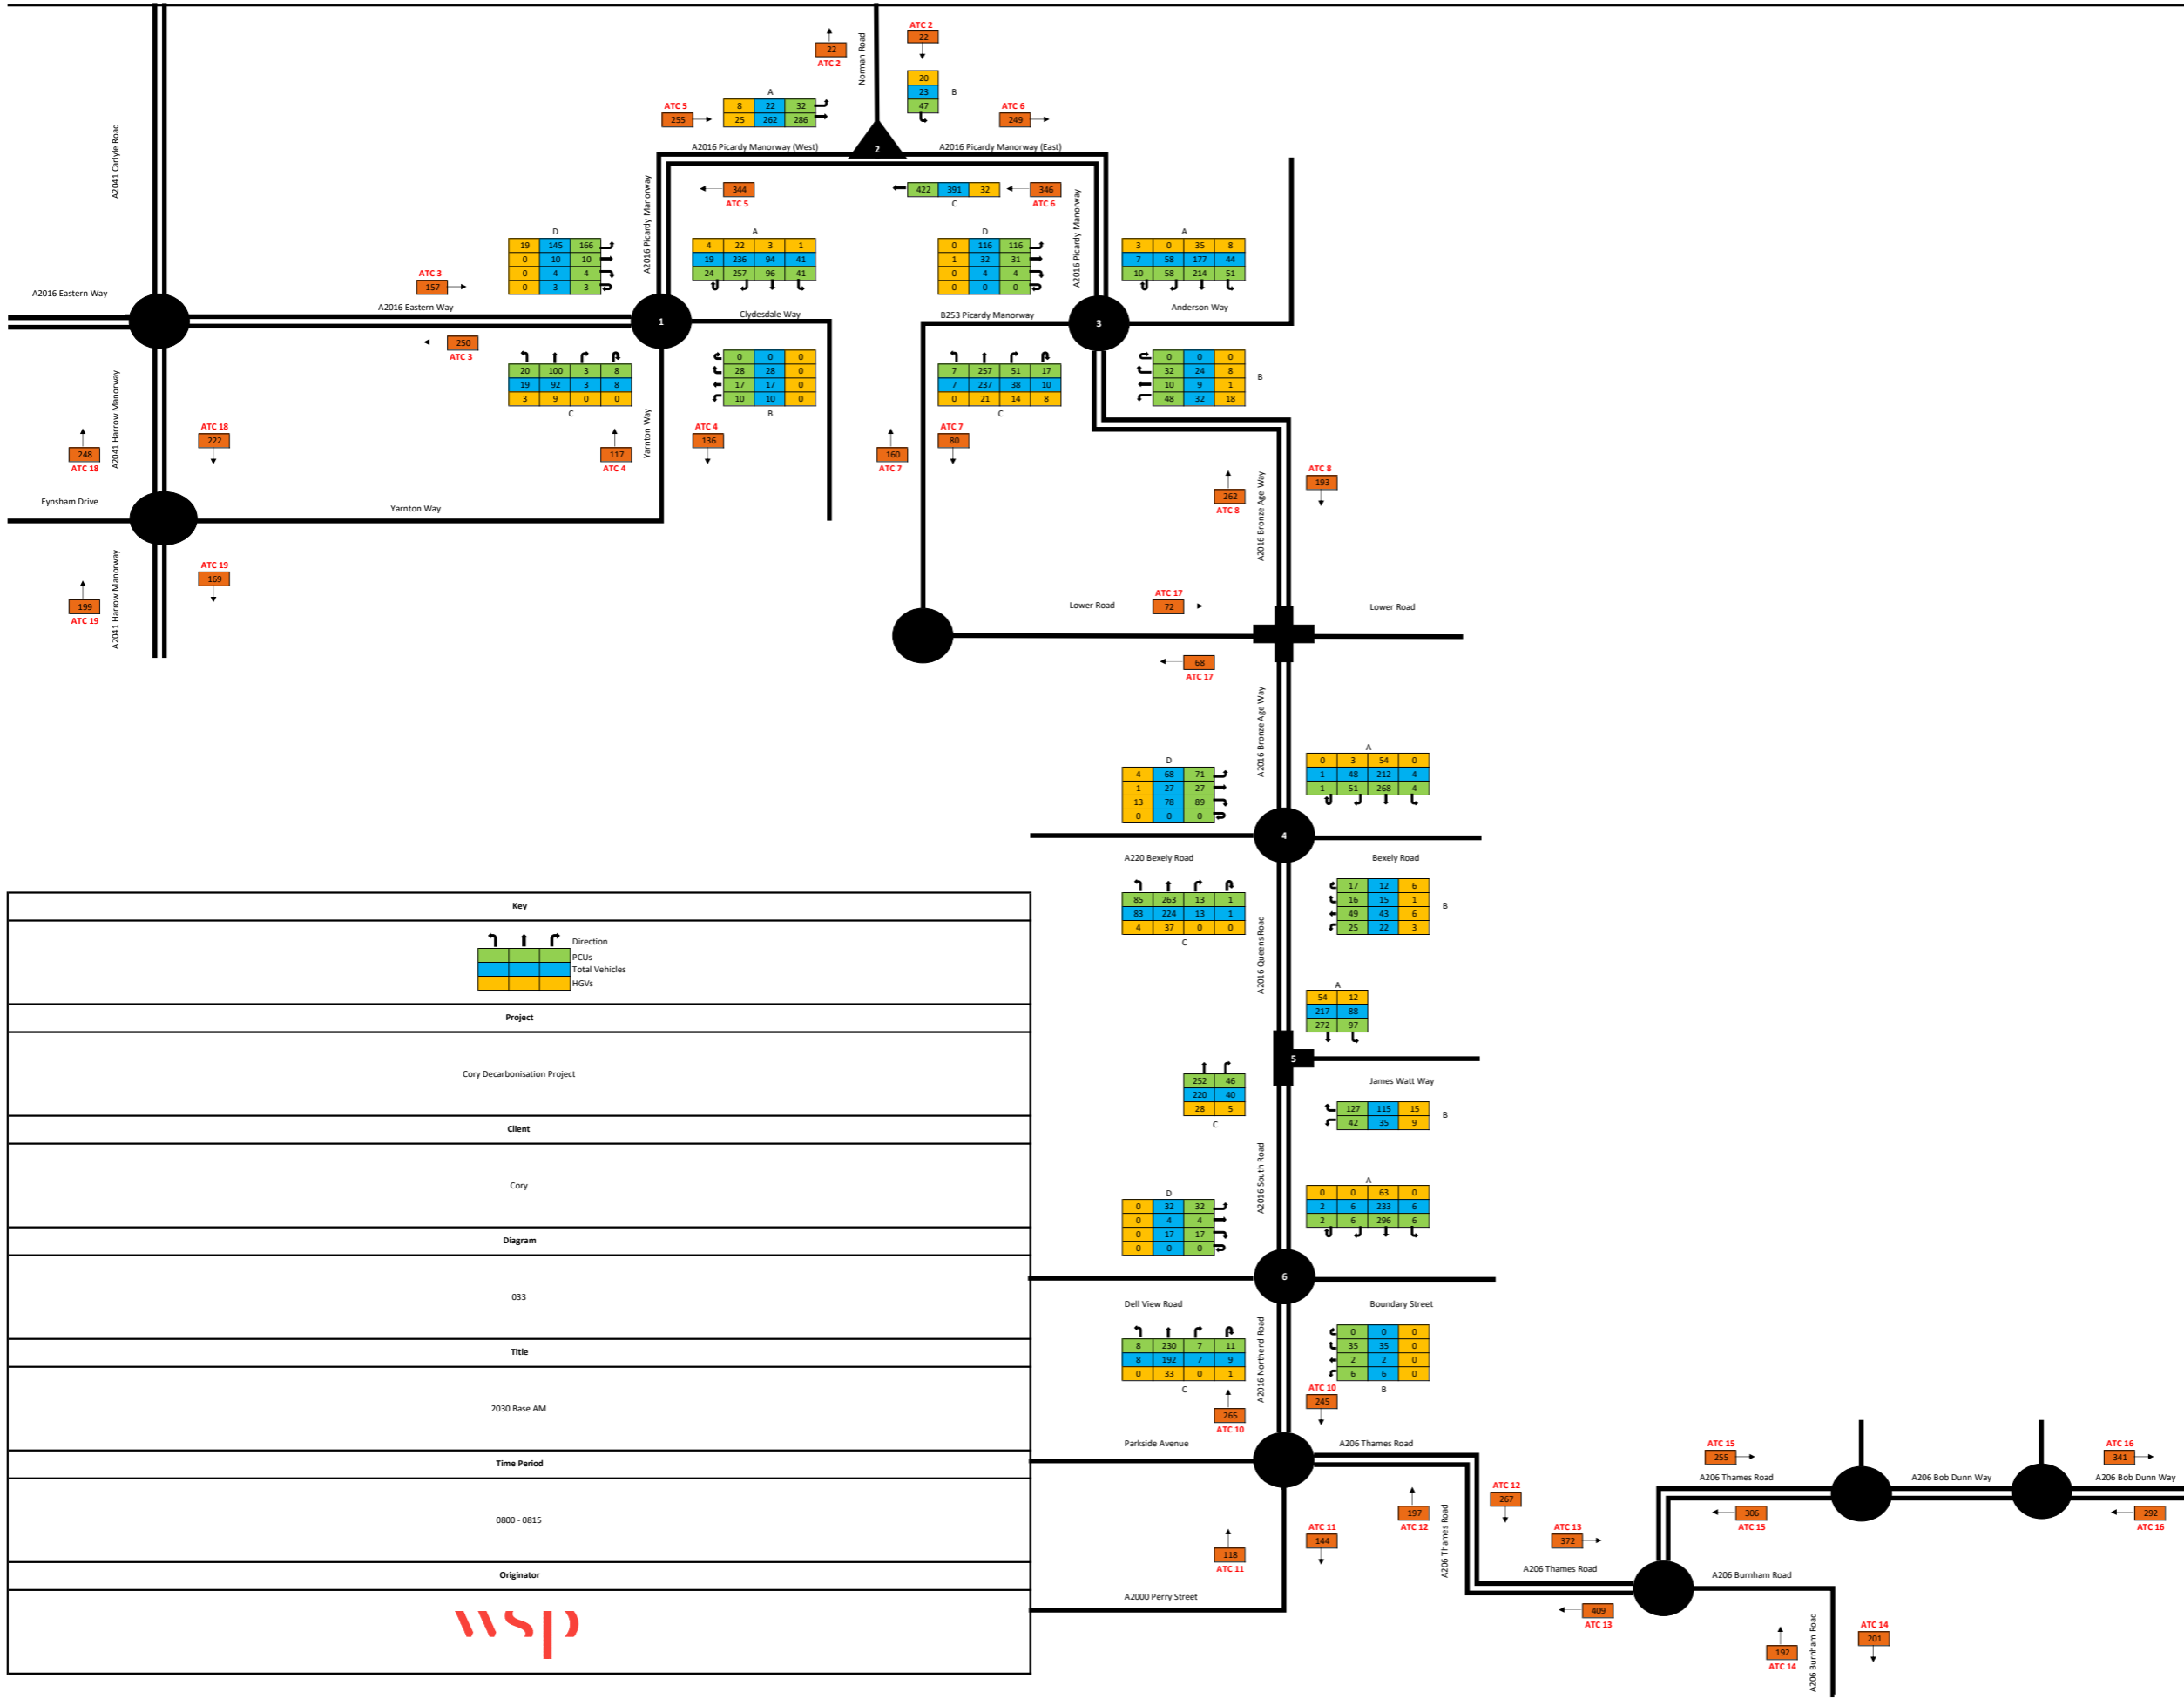 ATC 2
22
Norman Road
22
ATC 2
20
23 B
47
A
8 22 32
25 262 286
ATC 5
255
ATC 6
249
A2016 Picardy Manorway (West)
2
A2016 Picardy Manorway (East)
A2041 Carlyle Road
344
ATC 5
422 391 32
C
346
ATC 6
A2016 Picardy Manorway
A2016 Picardy Manorway
D
19 145 166
0 10 10
0 4 4
0 3 3
A
4 22 3 1
19 236 94 41
24 257 96 41
D
0 116 116
1 32 31
0 4 4
0 0 0
A
3 0 35 8
7 58 177 44
10 58 214 51
ATC 3
157
A2016 Eastern Way
A2016 Eastern Way
1
Clydesdale Way
B253 Picardy Manorway
3
Anderson Way
250
ATC 3
20 100 3 8
19 92 3 8
3 9 0 0
C
0 0 0
28 28 0
17 17 0
10 10 0
B
7 257 51 17
7 237 38 10
0 21 14 8
C
0 0 0
32 24 8
10 9 1
48 32 18
B
A2041 Harrow Manorway
248
ATC 18
ATC 18
222
117
ATC 4
Yarnton Way
ATC 4
136
160
ATC 7
ATC 7
80
262
ATC 8
A2016 Bronze Age Way
ATC 8
193
Eynsham Drive
Yarnton Way
199
ATC 19
A2041 Harrow Manorway
ATC 19
169
Lower Road
ATC 17
72
Lower Road
68
ATC 17
A2016 Bronze Age Way
D
4 68 71
1 27 27
13 78 89
0 0 0
A
0 3 54 0
1 48 212 4
1 51 268 4
4
A220 Bexely Road
Bexely Road
85 263 13 1
83 224 13 1
4 37 0 0
C
A2016 Queens Road
17 12 6
16 15 1
49 43 6
25 22 3
B
A
54 12
217 88
272 97
5
James Watt Way
252 46
220 40
28 5
C
127 115 15
42 35 9
B
A2016 South Road
D
0 32 32
0 4 4
0 17 17
0 0 0
A
0 0 63 0
2 6 233 6
2 6 296 6
6
Dell View Road
Boundary Street
8 230 7 11
8 192 7 9
0 33 0 1
C
A2016 Northend Road
0 0 0
35 35 0
2 2 0
6 6 0
B
265
ATC 10
ATC 10
245
Parkside Avenue
A206 Thames Road
118
ATC 11
ATC 11
144
A2000 Perry Street
197
ATC 12
A206 Thames Road
ATC 12
267
ATC 13
372
A206 Thames Road
409
ATC 13
ATC 15
255
A206 Thames Road
306
ATC 15
A206 Bob Dunn Way
ATC 16
341
A206 Bob Dunn Way
292
ATC 16
A206 Burnham Road
192
ATC 14
A206 Burnham Road
ATC 14
201
Key
Direction
PCUs
Total Vehicles
HGVs
Project
Cory Decarbonisation Project
Client
Cory
Diagram
033
Title
2030 Base AM
Time Period
0800 - 0815
Originator
wsp